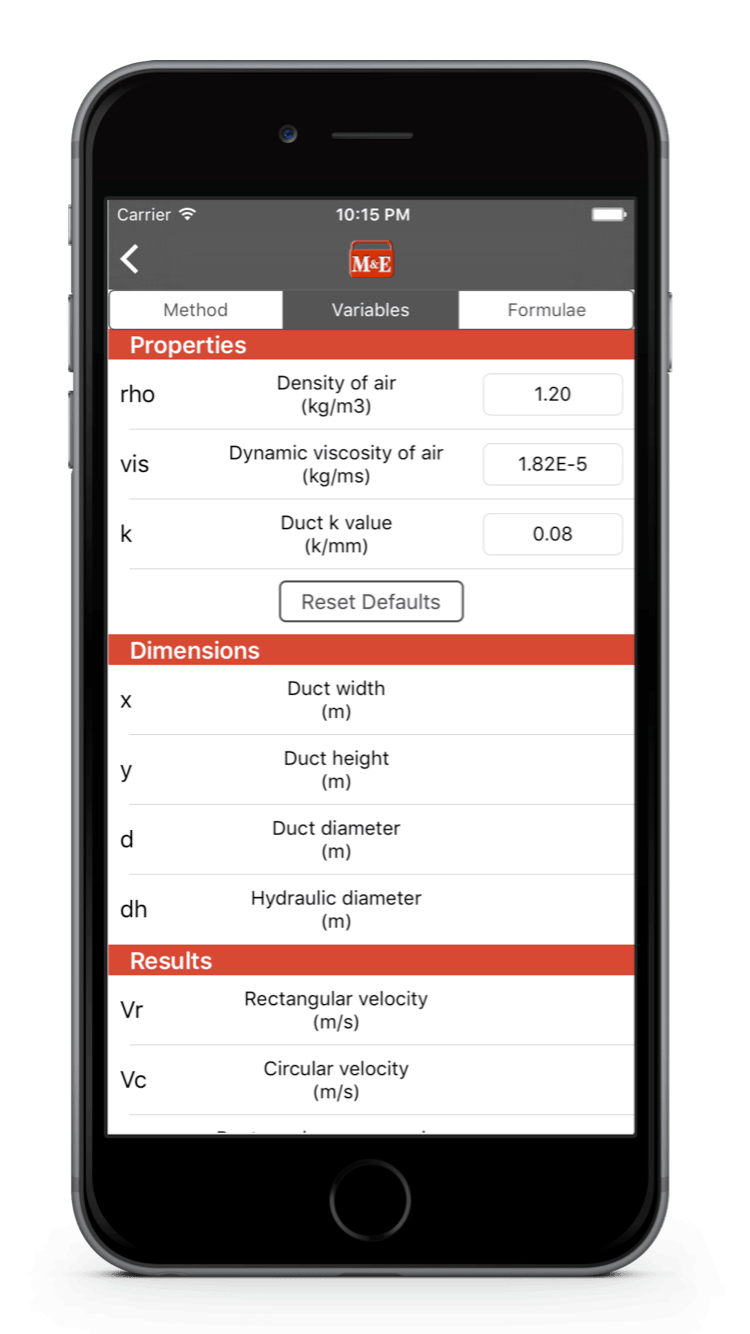 Carrier 10:15 PM
M&E
Method Variables Formulae
Properties
rho Density of air (kg/m3) 1.20
vis Dynamic viscosity of air (kg/ms) 1.82E-5
k Duct k value (k/mm) 0.08
Reset Defaults
Dimensions
x Duct width (m)
y Duct height (m)
d Duct diameter (m)
dh Hydraulic diameter (m)
Results
Vr Rectangular velocity (m/s)
Vc Circular velocity (m/s)